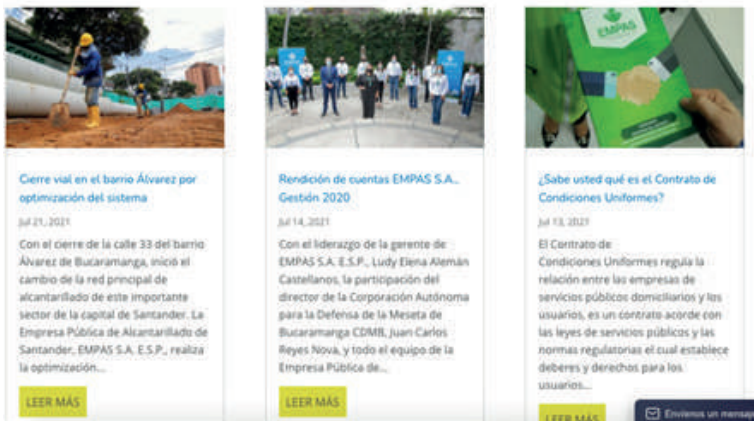 EMPAS
Cierre vial en el barrio Álvarez por
optimización del sistema
Jul 21, 2021
Con el cierre de la calle 33 del barrio
Álvarez de Bucaramanga, inició el
cambio de la red principal de
alcantarillado de este importante
sector de la capital de Santander. La
Empresa Pública de Alcantarillado de
Santander, EMPAS S.A. E.S.P., realiza
la optimización...
LEER MÁS
Rendición de cuentas EMPAS S.A..
Gestión 2020
Jul 14, 2021
Con el liderazgo de la gerente de
EMPAS S.A. E.S.P., Ludy Elena Alemán
Castellanos, la participación del
director de la Corporación Autónoma
para la Defensa de la Meseta de
Bucaramanga CDMB, Juan Carlos
Reyes Nova, y todo el equipo de la
Empresa Pública de...
LEER MÁS
¿Sabe usted qué es el Contrato de
Condiciones Uniformes?
Jul 13, 2021
El Contrato de
Condiciones Uniformes regula la
relación entre las empresas de
servicios públicos domiciliarios y los
usuarios, es un contrato acorde con
las leyes de servicios públicos y las
normas regulatorias el cual establece
deberes y derechos para los
usuarios...
LEER MÁS
Envíenos un mensaje